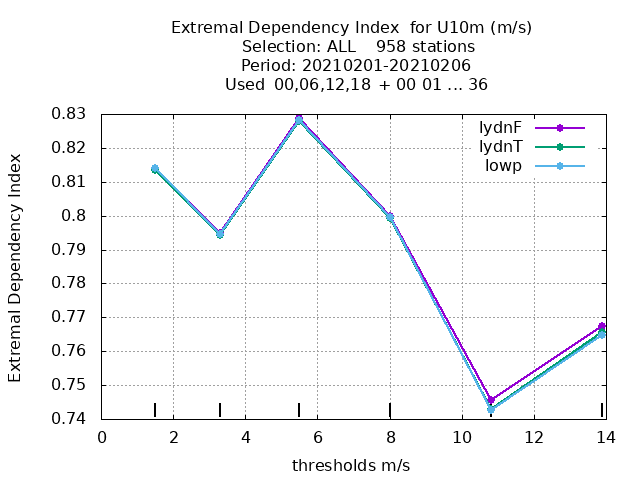 Extremal Dependency Index  for U10m (m/s)
Selection: ALL    958 stations
Period: 20210201-20210206
Used  00,06,12,18  + 00 01 ... 36
lydnF
lydnT
lowp
Extremal Dependency Index
0.83
0.82
0.81
0.8
0.79
0.78
0.77
0.76
0.75
0.74
0 2 4 6 8 10 12 14
thresholds m/s